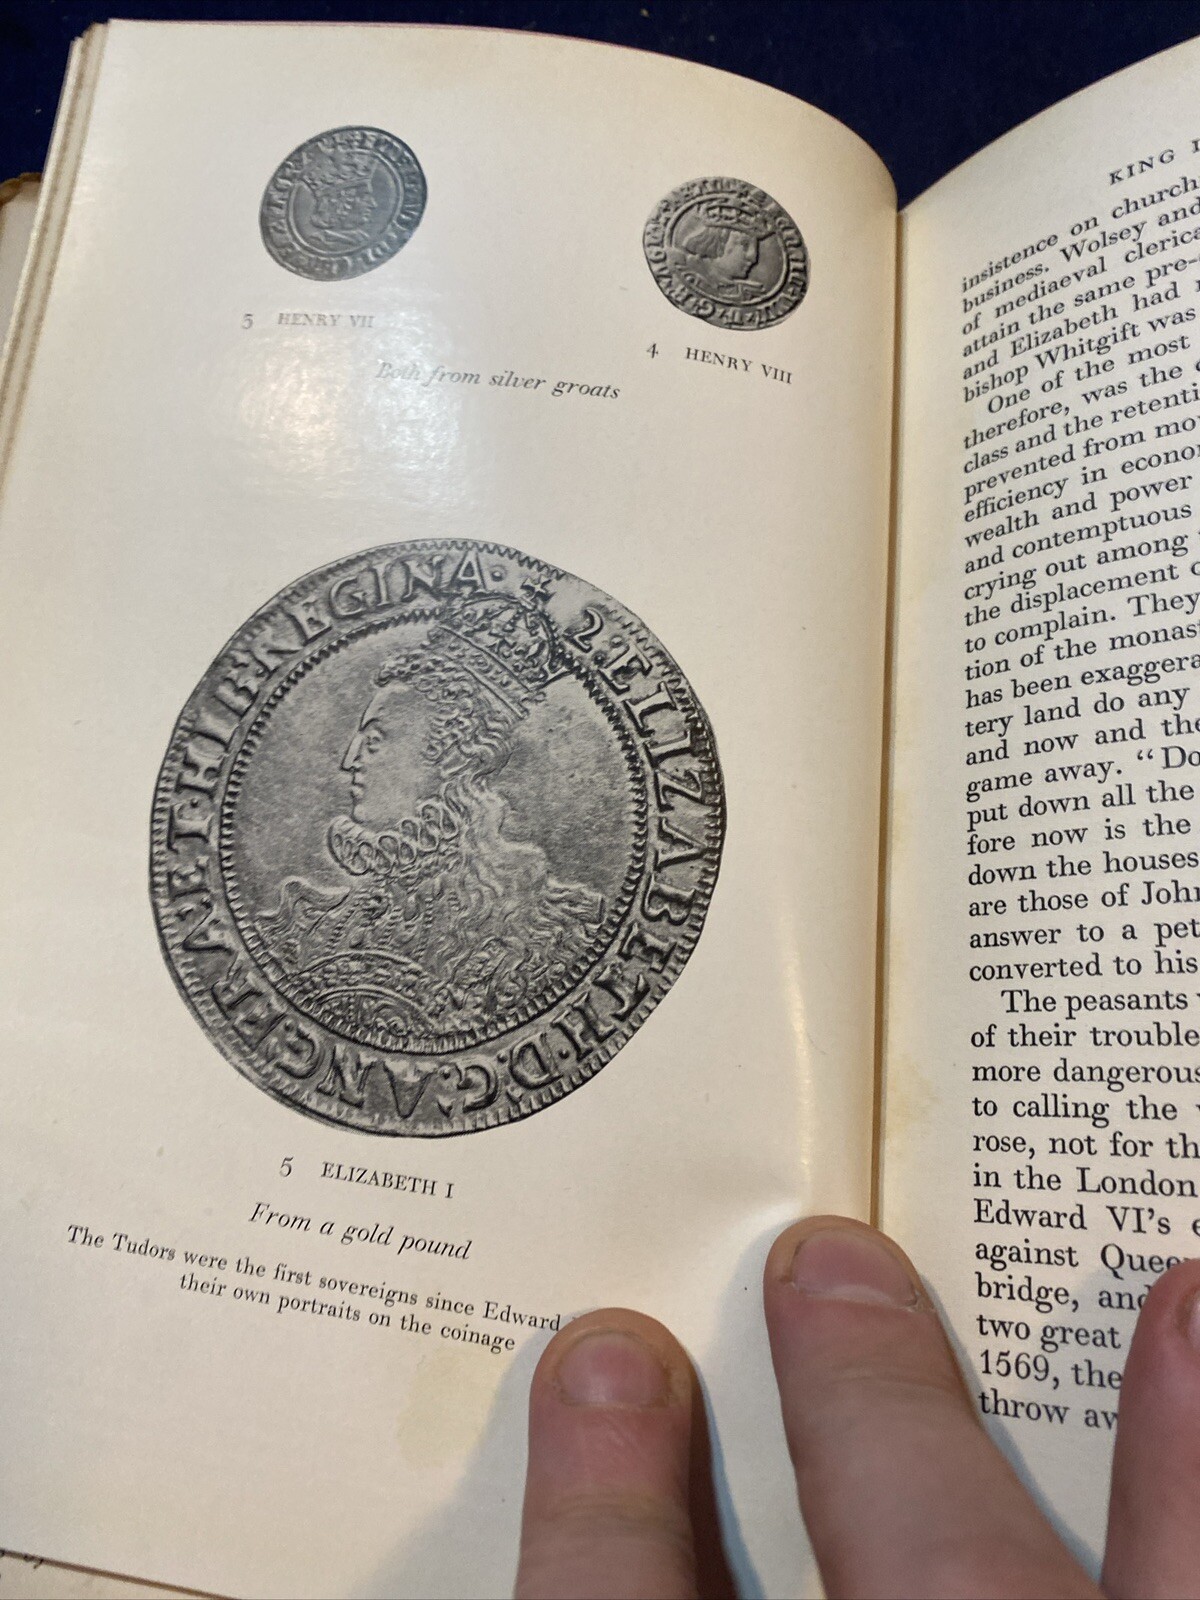 5 HENRY VII
4 HENRY VIII
Both from silver groats
REGINA · 2 · ELIZABETH · D · G · ANG · FRA · ET · HIB ·
5 ELIZABETH I
From a gold pound
The Tudors were the first sovereigns since Edward
their own portraits on the coinage
KING
insistence on church
business. Wolsey and
of mediaeval cleric
attain the same pre-
and Elizabeth had
bishop Whitgift was
One of the most
therefore, was the
class and the retenti
prevented from mo
efficiency in econo
wealth and power
and contemptuous
crying out among
the displacement
to complain. They
tion of the monas
has been exaggera
tery land do any
and now and the
game away. “Do
put down all the
fore now is the
down the houses
are those of John
answer to a pet
converted to his
The peasants
of their trouble
more dangerous
to calling the
rose, not for th
in the London
Edward VI’s
against Queen
bridge, and
two great
1569, the
throw aw